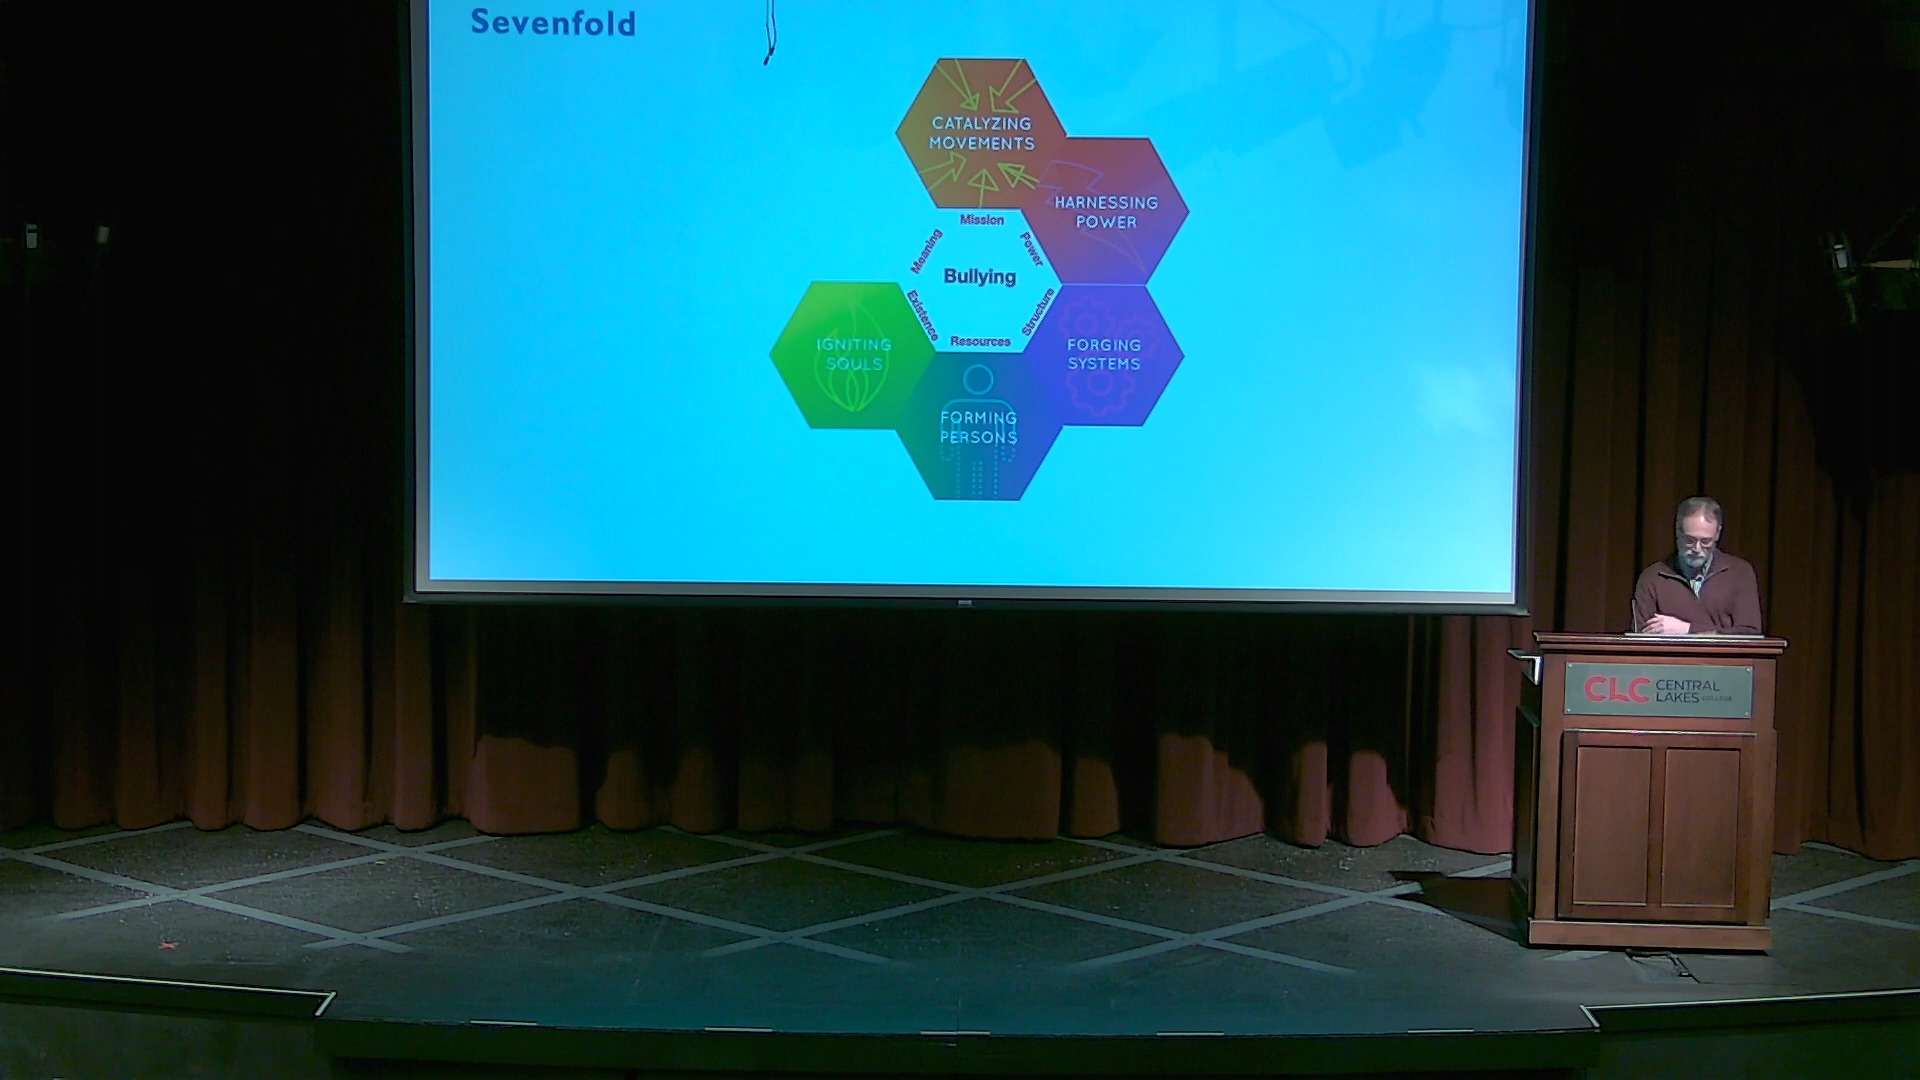 Sevenfold
CATALYZING
MOVEMENTS
HARNESSING
POWER
Mission
Meaning
Power
Bullying
Existence
Structure
Resources
IGNITING
SOULS
FORGING
SYSTEMS
FORMING
PERSONS
CLC CENTRAL
LAKES COLLEGE